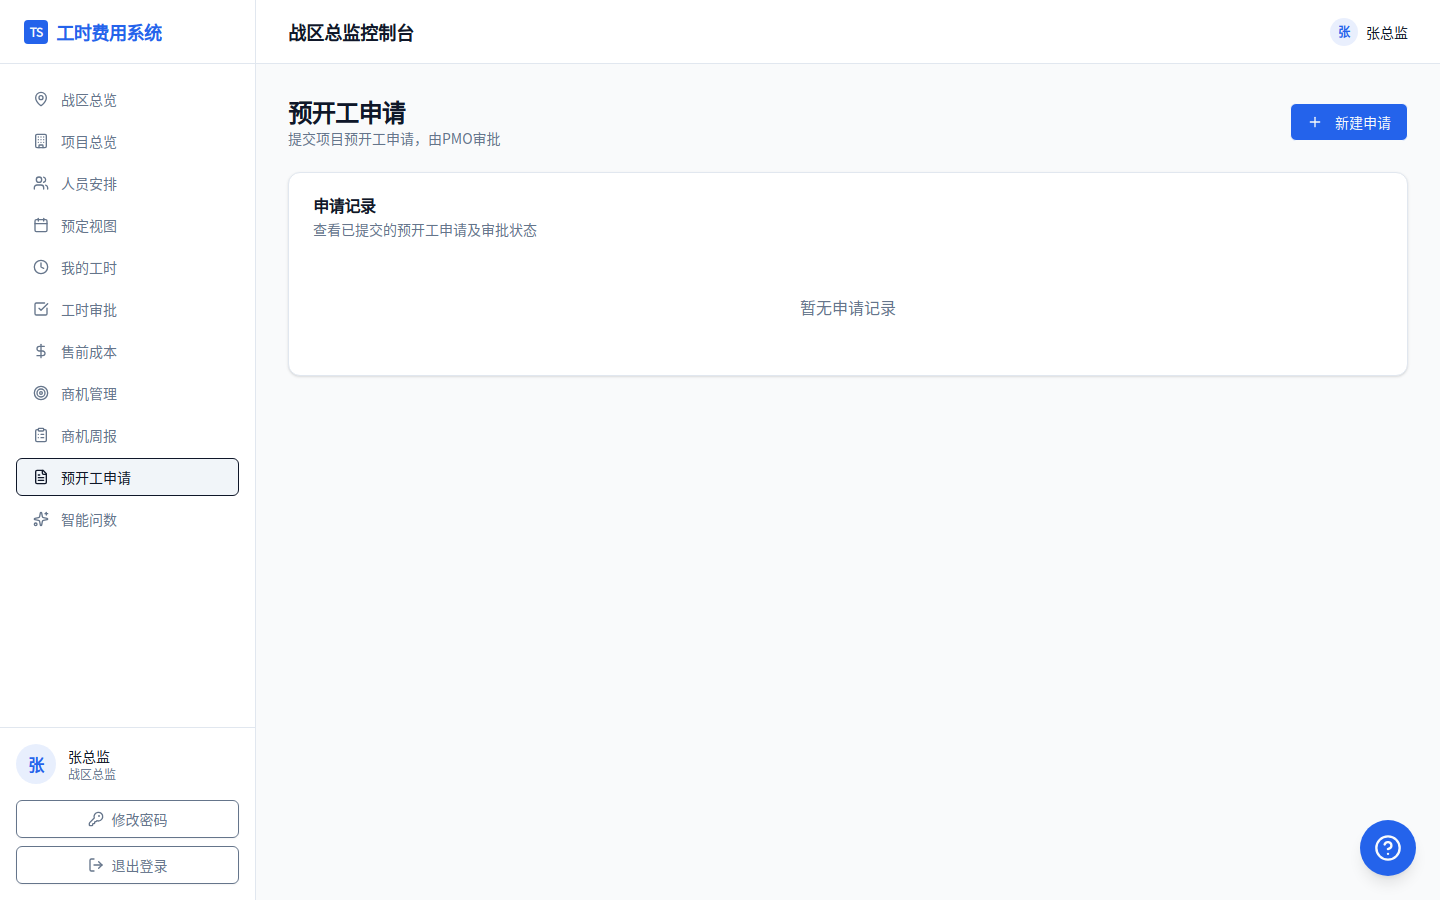 TS 工时费用系统
战区总览
项目总览
人员安排
预定视图
我的工时
工时审批
售前成本
商机管理
商机周报
预开工申请
智能问数
张
张总监
战区总监
修改密码
退出登录
战区总监控制台
张 张总监
预开工申请
提交项目预开工申请，由PMO审批
新建申请
申请记录
查看已提交的预开工申请及审批状态
暂无申请记录